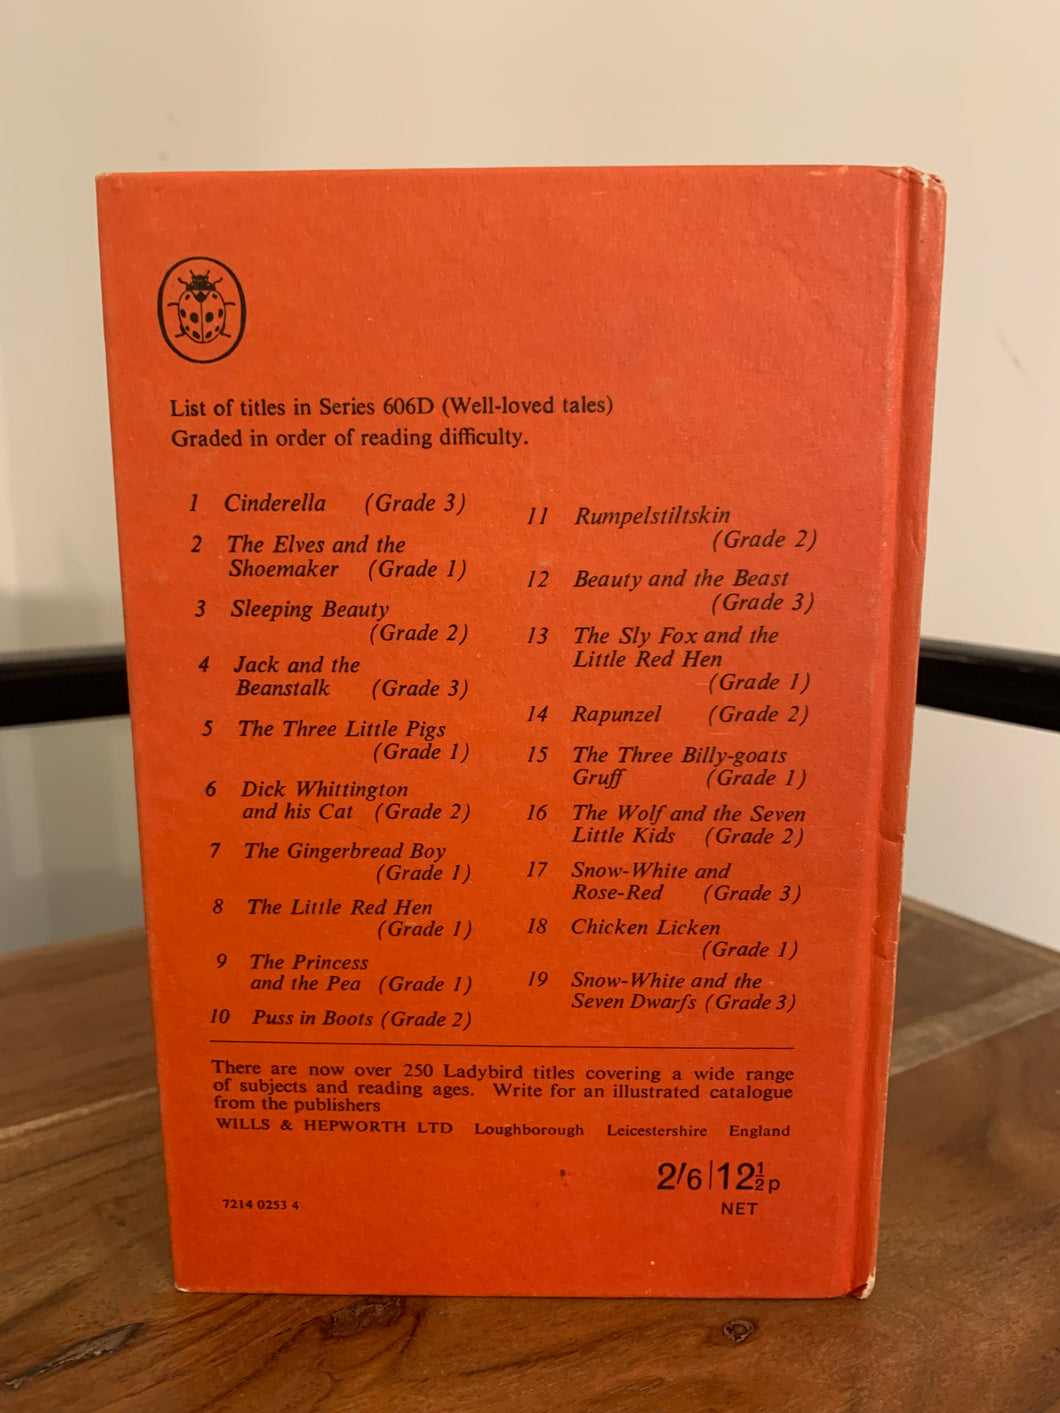 List of titles in Series 606D (Well-loved tales)
Graded in order of reading difficulty.
1 Cinderella (Grade 3)
2 The Elves and the
Shoemaker (Grade 1)
3 Sleeping Beauty
(Grade 2)
4 Jack and the
Beanstalk (Grade 3)
5 The Three Little Pigs
(Grade 1)
6 Dick Whittington
and his Cat (Grade 2)
7 The Gingerbread Boy
(Grade 1)
8 The Little Red Hen
(Grade 1)
9 The Princess
and the Pea (Grade 1)
10 Puss in Boots (Grade 2)
11 Rumpelstiltskin
(Grade 2)
12 Beauty and the Beast
(Grade 3)
13 The Sly Fox and the
Little Red Hen
(Grade 1)
14 Rapunzel (Grade 2)
15 The Three Billy-goats
Gruff (Grade 1)
16 The Wolf and the Seven
Little Kids (Grade 2)
17 Snow-White and
Rose-Red (Grade 3)
18 Chicken Licken
(Grade 1)
19 Snow-White and the
Seven Dwarfs (Grade 3)
There are now over 250 Ladybird titles covering a wide range
of subjects and reading ages. Write for an illustrated catalogue
from the publishers
WILLS & HEPWORTH LTD Loughborough Leicestershire England
2/6|12½p
NET
7214 0253 4